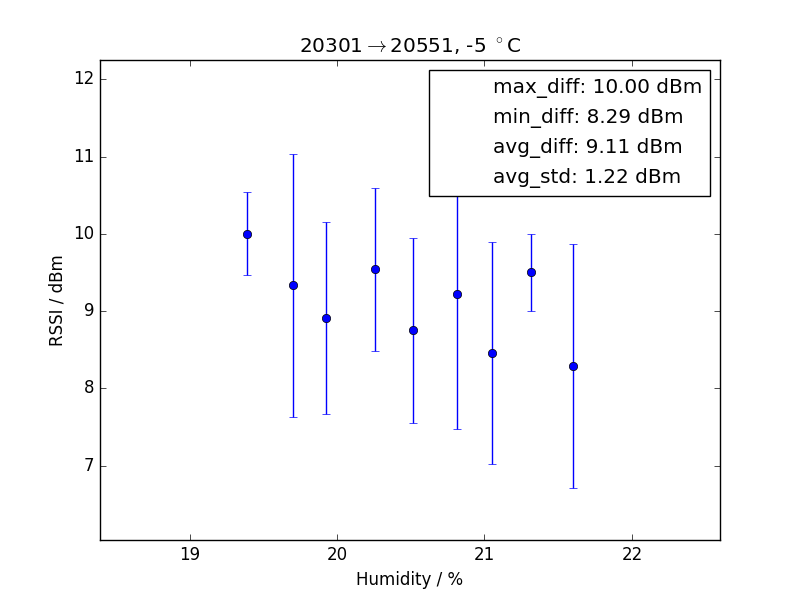 20301→20551, -5 °C
max_diff: 10.00 dBm
min_diff: 8.29 dBm
avg_diff: 9.11 dBm
avg_std: 1.22 dBm
12
11
10
9
8
7
RSSI / dBm
19 20 21 22
Humidity / %